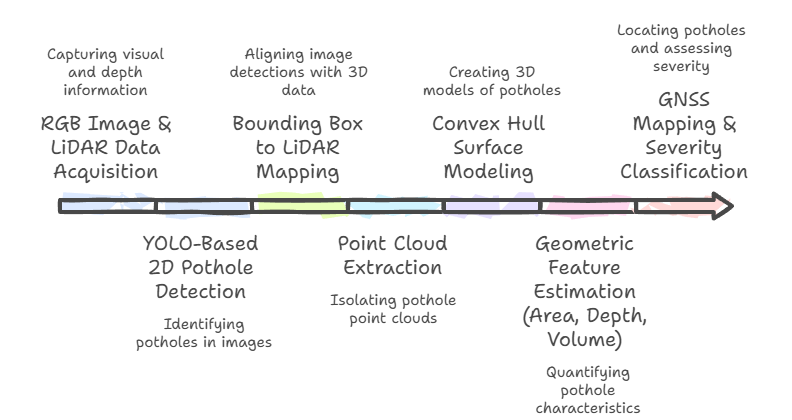 Capturing visual
and depth
information
RGB Image &
LiDAR Data
Acquisition
YOLO-Based
2D Pothole
Detection
Identifying
potholes in images
Aligning image
detections with 3D
data
Bounding Box
to LiDAR
Mapping
Point Cloud
Extraction
Isolating pothole
point clouds
Creating 3D
models of potholes
Convex Hull
Surface
Modeling
Geometric
Feature
Estimation
(Area, Depth,
Volume)
Quantifying
pothole
characteristics
Locating potholes
and assessing
severity
GNSS
Mapping &
Severity
Classification